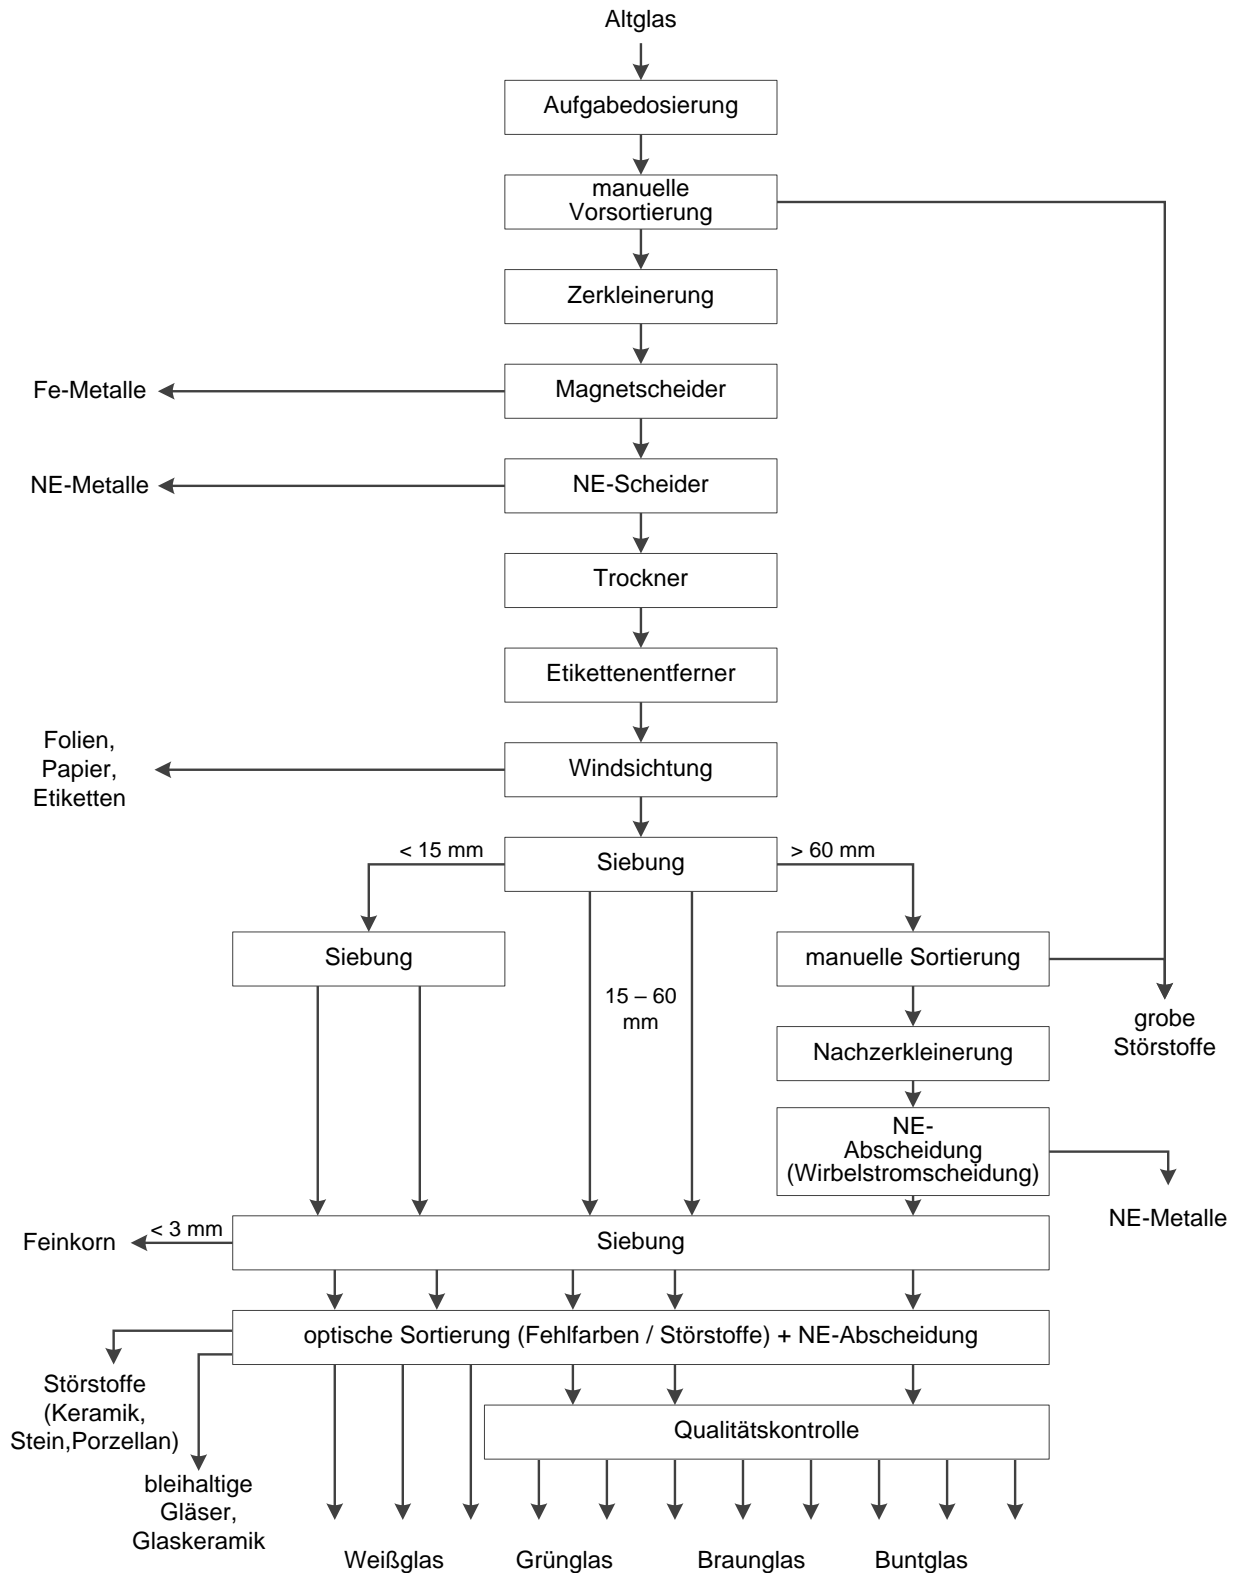 Altglas
Aufgabedosierung
manuelle
Vorsortierung
Zerkleinerung
Fe-Metalle
Magnetscheider
NE-Metalle
NE-Scheider
Trockner
Etikettenentferner
Folien,
Papier,
Etiketten
Windsichtung
< 15 mm
Siebung
> 60 mm
Siebung
15 – 60
mm
manuelle Sortierung
grobe
Störstoffe
Nachzerkleinerung
NE-
Abscheidung
(Wirbelstromscheidung)
NE-Metalle
Feinkorn
< 3 mm
Siebung
optische Sortierung (Fehlfarben / Störstoffe) + NE-Abscheidung
Störstoffe
(Keramik,
Stein,Porzellan)
Qualitätskontrolle
bleihaltige
Gläser,
Glaskeramik
Weißglas
Grünglas
Braunglas
Buntglas